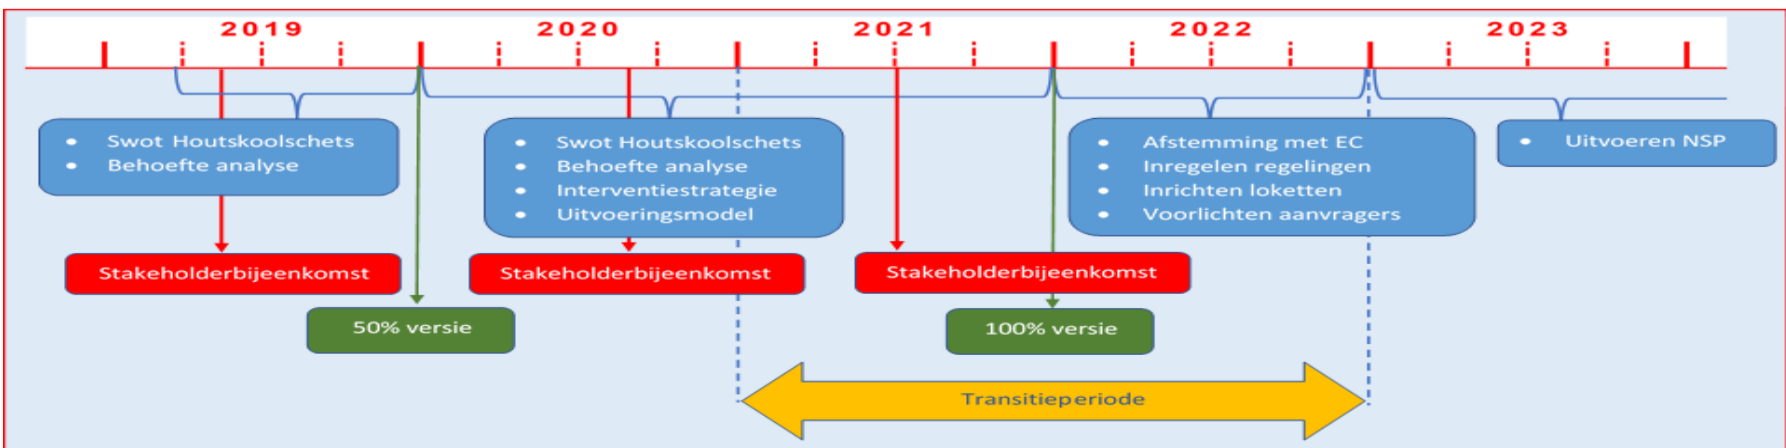 2019
2020
2021
2022
2023
Swot Houtskoolschets
Behoefte analyse
Swot Houtskoolschets
Behoefte analyse
Interventiestrategie
Uitvoeringsmodel
Afstemming met EC
Inregelen regelingen
Inrichten loketten
Voorlichten aanvragers
Uitvoeren NSP
Stakeholderbijeenkomst
Stakeholderbijeenkomst
Stakeholderbijeenkomst
50% versie
100% versie
Transitieperiode